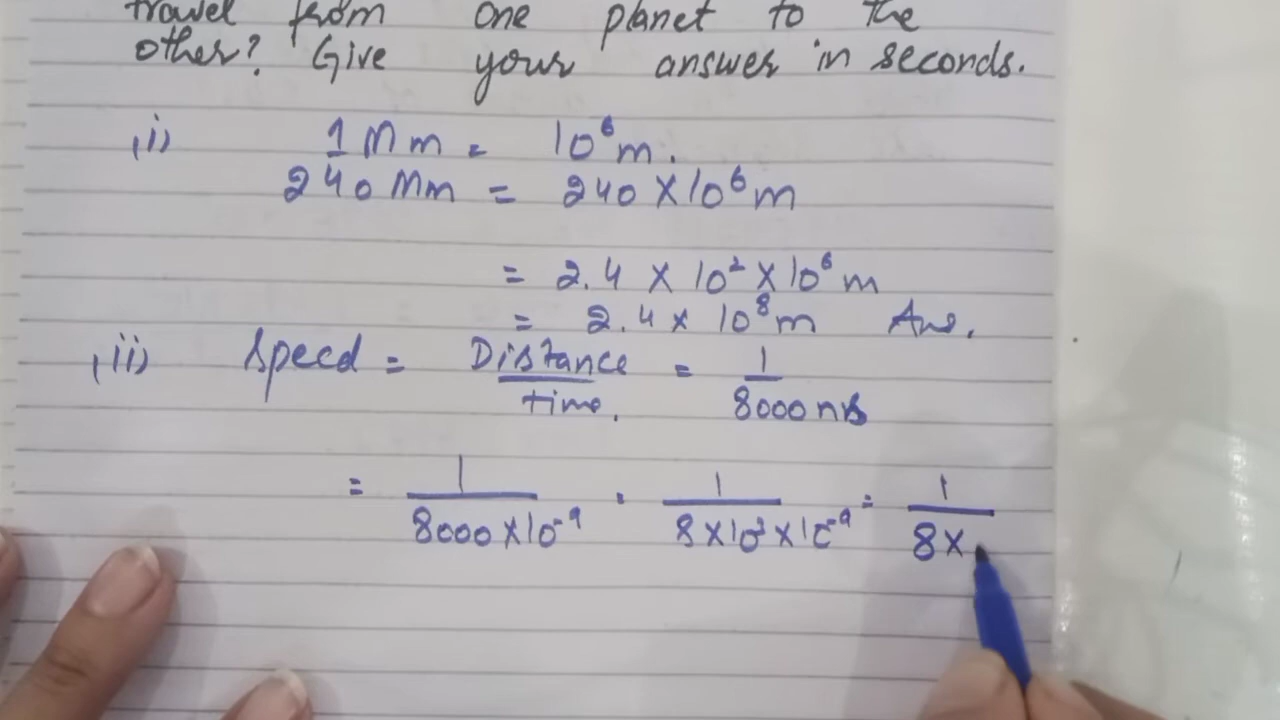 travel from one planet to the
other? Give your answer in seconds.
(i) 1 Mm = 10⁶ m.
240 Mm = 240 × 10⁶ m
= 2.4 × 10² × 10⁶ m
= 2.4 × 10⁸ m Ans.
(ii) Speed = Distance / time. = 1 / 8000 ns
= 1 / 8000 × 10⁻⁹ = 1 / 8 × 10³ × 10⁻⁹ = 1 / 8 ×